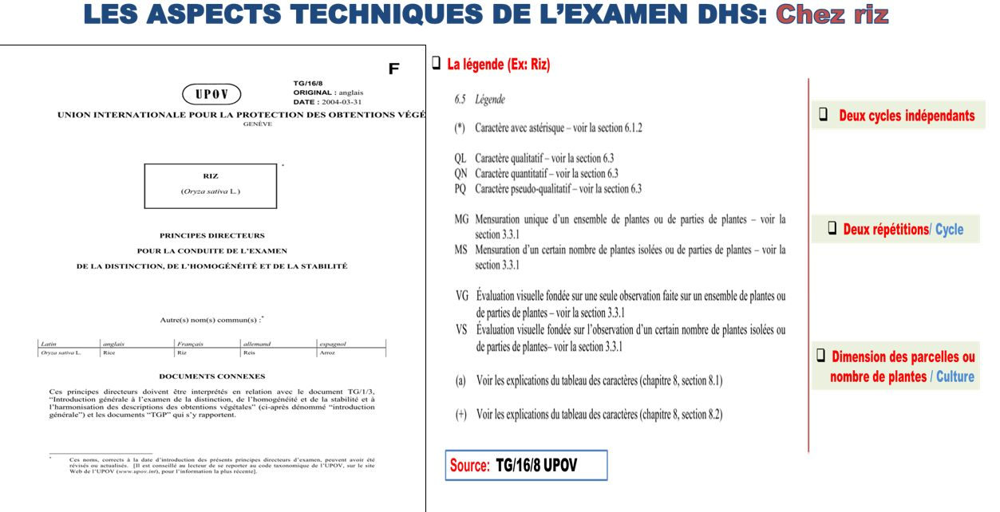 LES ASPECTS TECHNIQUES DE L’EXAMEN DHS: Chez riz
F
UPOV
TG/16/8
ORIGINAL : anglais
DATE : 2004-03-31
UNION INTERNATIONALE POUR LA PROTECTION DES OBTENTIONS VÉGÉ
GENÈVE
RIZ
*
(Oryza sativa L.)
PRINCIPES DIRECTEURS
POUR LA CONDUITE DE L’EXAMEN
DE LA DISTINCTION, DE L’HOMOGÉNÉITÉ ET DE LA STABILITÉ
Autre(s) nom(s) commun(s) :*
Latin anglais Français allemand espagnol
Oryza sativa L. Rice Riz Reis Arroz
DOCUMENTS CONNEXES
Ces principes directeurs doivent être interprétés en relation avec le document TG/1/3,
“Introduction générale à l’examen de la distinction, de l’homogénéité et de la stabilité et à
l’harmonisation des descriptions des obtentions végétales” (ci-après dénommé “introduction
générale”) et les documents “TGP” qui s’y rapportent.
* Ces noms, corrects à la date d’introduction des présents principes directeurs d’examen, peuvent avoir été
révisés ou actualisés. [Il est conseillé au lecteur de se reporter au code taxonomique de l’UPOV, sur le site
Web de l’UPOV (www.upov.int), pour l’information la plus récente].
La légende (Ex: Riz)
6.5 Légende
(*) Caractère avec astérisque – voir la section 6.1.2
QL Caractère qualitatif – voir la section 6.3
QN Caractère quantitatif – voir la section 6.3
PQ Caractère pseudo-qualitatif – voir la section 6.3
MG Mensuration unique d’un ensemble de plantes ou de parties de plantes – voir la
section 3.3.1
MS Mensuration d’un certain nombre de plantes isolées ou de parties de plantes – voir la
section 3.3.1
VG Évaluation visuelle fondée sur une seule observation faite sur un ensemble de plantes ou
de parties de plantes – voir la section 3.3.1
VS Évaluation visuelle fondée sur l’observation d’un certain nombre de plantes isolées ou
de parties de plantes– voir la section 3.3.1
(a) Voir les explications du tableau des caractères (chapitre 8, section 8.1)
(+) Voir les explications du tableau des caractères (chapitre 8, section 8.2)
Source: TG/16/8 UPOV
Deux cycles indépendants
Deux répétitions/ Cycle
Dimension des parcelles ou
nombre de plantes / Culture